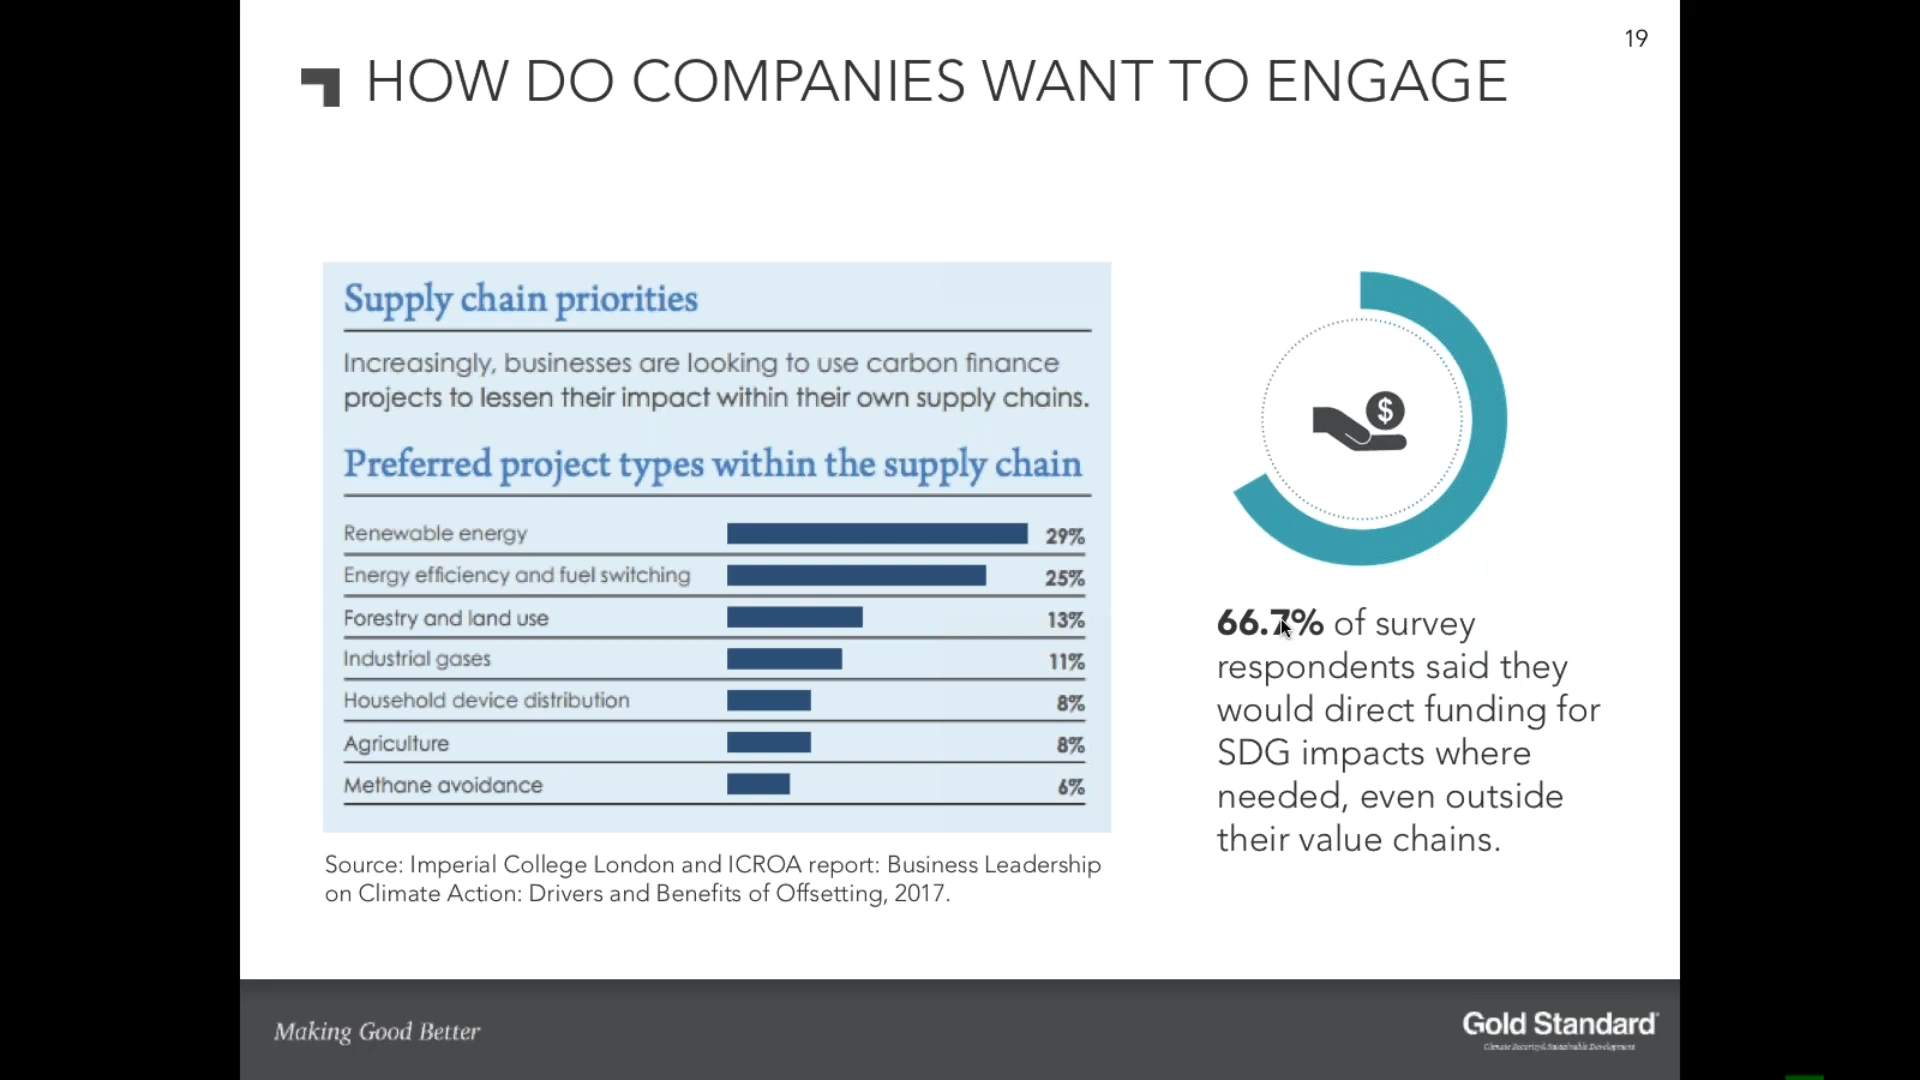 19
HOW DO COMPANIES WANT TO ENGAGE
Supply chain priorities
Increasingly, businesses are looking to use carbon finance
projects to lessen their impact within their own supply chains.
Preferred project types within the supply chain
Renewable energy 29%
Energy efficiency and fuel switching 25%
Forestry and land use 13%
Industrial gases 11%
Household device distribution 8%
Agriculture 8%
Methane avoidance 6%
Source: Imperial College London and ICROA report: Business Leadership
on Climate Action: Drivers and Benefits of Offsetting, 2017.
$
66.7% of survey
respondents said they
would direct funding for
SDG impacts where
needed, even outside
their value chains.
Making Good Better
Gold Standard
Climate Security & Sustainable Development